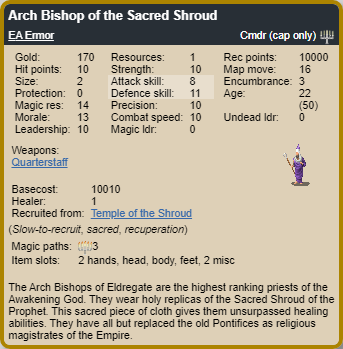 Arch Bishop of the Sacred Shroud
EA Ermor Cmdr (cap only)
Gold: 170 Resources: 1 Rec points: 10000
Hit points: 10 Strength: 10 Map move: 16
Size: 2 Attack skill: 8 Encumbrance: 3
Protection: 0 Defence skill: 11 Age: 22
Magic res: 14 Precision: 10 (50)
Morale: 13 Combat speed: 10 Undead ldr: 0
Leadership: 10 Magic ldr: 0
Weapons:
Quarterstaff
Basecost: 10010
Healer: 1
Recruited from: Temple of the Shroud
(Slow-to-recruit, sacred, recuperation)
Magic paths: 3
Item slots: 2 hands, head, body, feet, 2 misc
The Arch Bishops of Eldregate are the highest ranking priests of the
Awakening God. They wear holy replicas of the Sacred Shroud of the
Prophet. This sacred piece of cloth gives them unsurpassed healing
abilities. They have all but replaced the old Pontifices as religious
magistrates of the Empire.